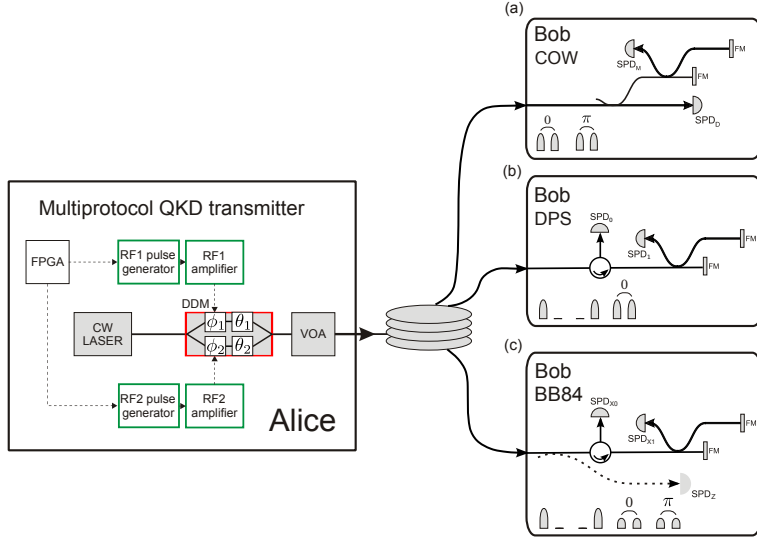 Multiprotocol QKD transmitter
FPGA
RF1 pulse
generator
RF1
amplifier
DDM
CW
LASER
ϕ₁
θ₁
ϕ₂
θ₂
VOA
RF2 pulse
generator
RF2
amplifier
Alice
(a)
Bob
COW
SPD_M
FM
FM
SPD_D
0
π
(b)
Bob
DPS
SPD₀
SPD₁
FM
FM
0
(c)
Bob
BB84
SPD_X0
SPD_X1
FM
FM
SPD_Z
0
π